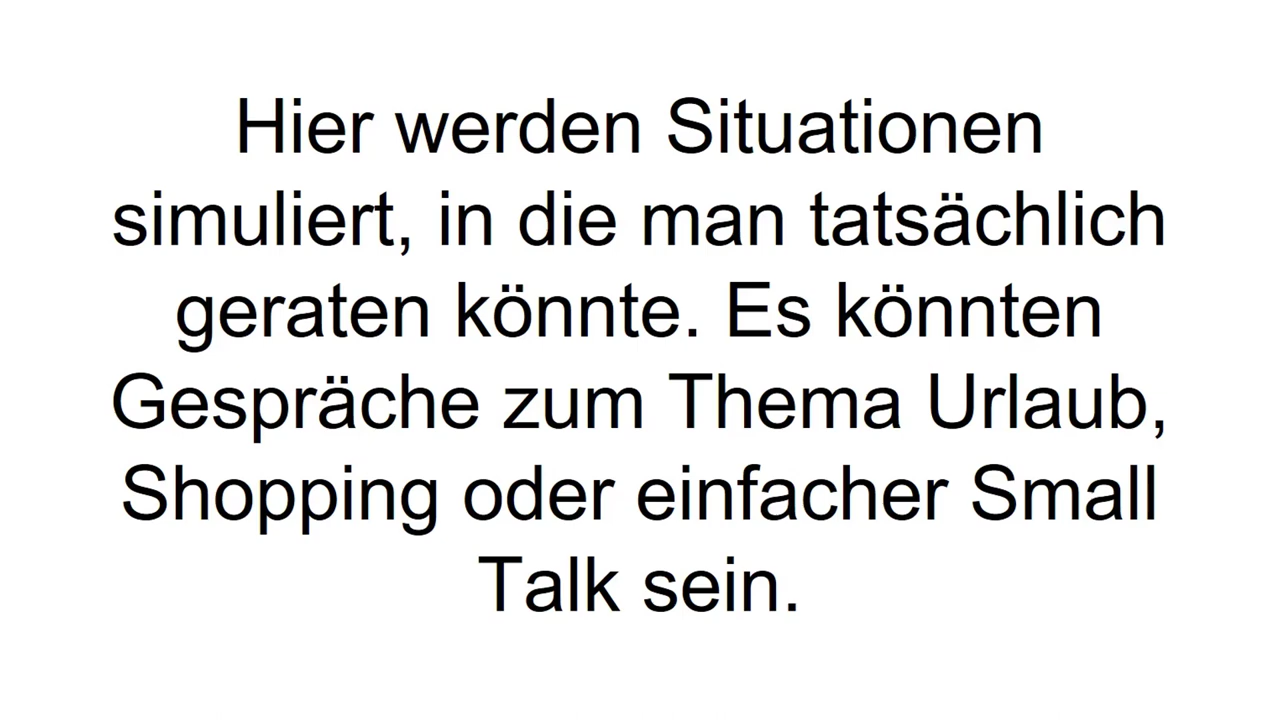 Hier werden Situationen
simuliert, in die man tatsächlich
geraten könnte. Es könnten
Gespräche zum Thema Urlaub,
Shopping oder einfacher Small
Talk sein.